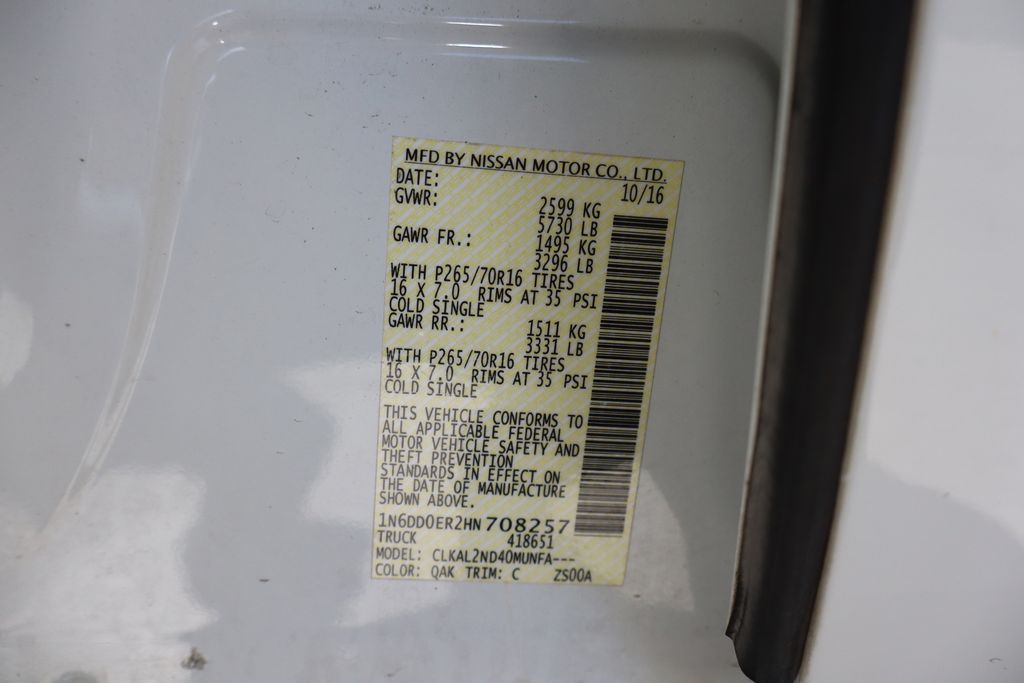 MFD BY NISSAN MOTOR CO., LTD.
DATE: 10/16
GVWR: 2599 KG
5730 LB
GAWR FR.: 1495 KG
3296 LB
WITH P265/70R16 TIRES
16 X 7.0 RIMS AT 35 PSI
COLD SINGLE
GAWR RR.: 1511 KG
3331 LB
WITH P265/70R16 TIRES
16 X 7.0 RIMS AT 35 PSI
COLD SINGLE
THIS VEHICLE CONFORMS TO
ALL APPLICABLE FEDERAL
MOTOR VEHICLE SAFETY AND
THEFT PREVENTION
STANDARDS IN EFFECT ON
THE DATE OF MANUFACTURE
SHOWN ABOVE.
1N6DD0ER2HN708257
TRUCK 418651
MODEL: CLKAL2ND40MUNFA---
COLOR: QAK TRIM: C ZS00A